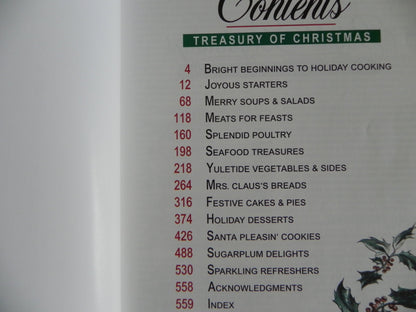 Contents
TREASURY OF CHRISTMAS
4 BRIGHT BEGINNINGS TO HOLIDAY COOKING
12 JOYOUS STARTERS
68 MERRY SOUPS & SALADS
118 MEATS FOR FEASTS
160 SPLENDID POULTRY
198 SEAFOOD TREASURES
218 YULETIDE VEGETABLES & SIDES
264 MRS. CLAUS'S BREADS
316 FESTIVE CAKES & PIES
374 HOLIDAY DESSERTS
426 SANTA PLEASIN' COOKIES
488 SUGARPLUM DELIGHTS
530 SPARKLING REFRESHERS
558 ACKNOWLEDGMENTS
559 INDEX